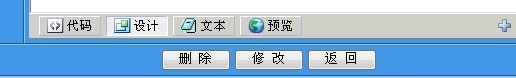 代码 设计 文本 预览
删 除 修 改 返 回